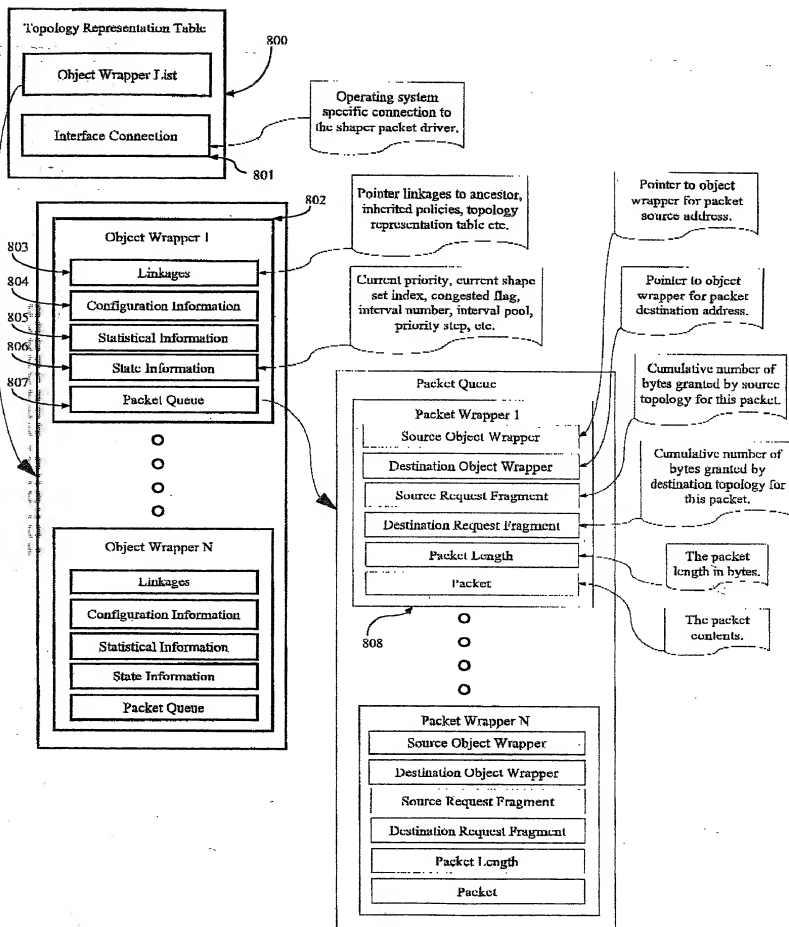 Topology Representation Table
Object Wrapper List
Interface Connection
800
801
Operating system
specific connection to
the shaper packet driver.
802
803
804
805
806
807
Object Wrapper 1
Linkages
Configuration Information
Statistical Information
State Information
Packet Queue
Pointer linkages to ancestor,
inherited policies, topology
representation table etc.
Current priority, current shape
set index, congested flag,
interval number, interval pool,
priority step, etc.
Object Wrapper N
Linkages
Configuration Information
Statistical Information
State Information
Packet Queue
Packet Queue
Packet Wrapper 1
Source Object Wrapper
Destination Object Wrapper
Source Request Fragment
Destination Request Fragment
Packet Length
Packet
808
Pointer to object
wrapper for packet
source address.
Pointer to object
wrapper for packet
destination address.
Cumulative number of
bytes granted by source
topology for this packet.
Cumulative number of
bytes granted by
destination topology for
this packet.
The packet
length in bytes.
The packet
contents.
Packet Wrapper N
Source Object Wrapper
Destination Object Wrapper
Source Request Fragment
Destination Request Fragment
Packet Length
Packet